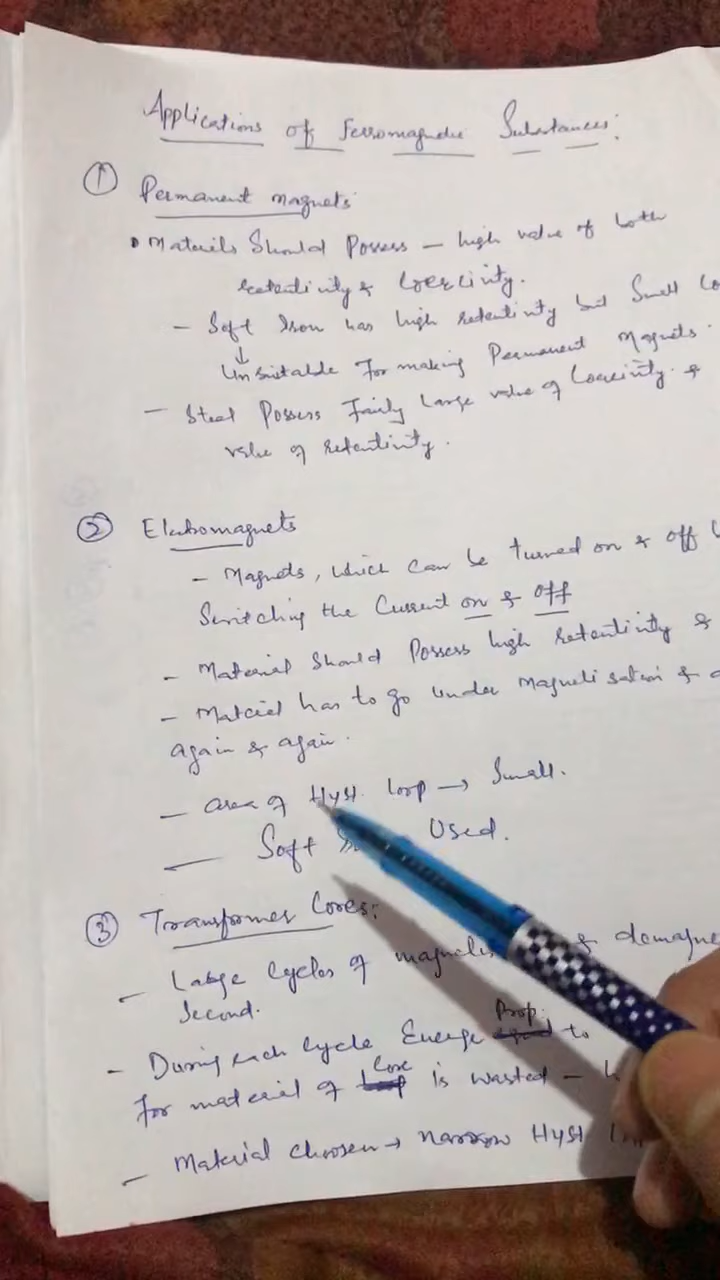 Applications of Ferromagnetic Substances:
① Permanent Magnets
• Materials Should Possess – high value of both
retentivity & Coercivity.
– Soft Iron has high retentivity but Small
↓
Unsuitable For making Permanent Magnets.
– Steel Possess Fairly Large value of Coercivity &
value of retentivity.
② Electromagnets
– Magnets, which can be turned on & off
Switching the Current on & off
– Material Should Possess high retentivity &
– Material has to go under Magnetisation &
again & again.
– area of Hyst. loop → Small.
– Soft Used.
③ Transformer Cores:
– Large Cycles of & 
Second.
– During each Cycle Energy Prop. to
For material of Core is wasted –
– Material chosen → narrow Hyst